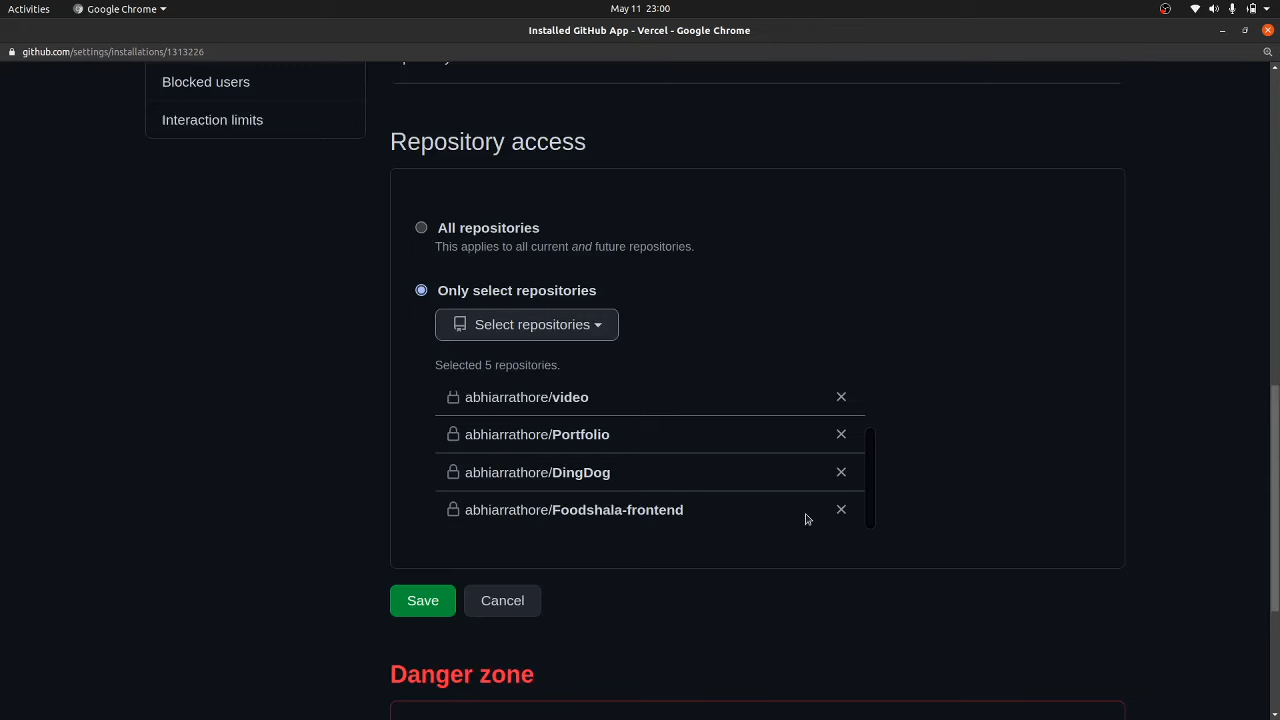 Activities
Google Chrome
May 11 23:00
Installed GitHub App - Vercel - Google Chrome
github.com/settings/installations/1313226
Blocked users
Interaction limits
Repository access
All repositories
This applies to all current and future repositories.
Only select repositories
Select repositories
Selected 5 repositories.
abhiarrathore/video
abhiarrathore/Portfolio
abhiarrathore/DingDog
abhiarrathore/Foodshala-frontend
Save
Cancel
Danger zone